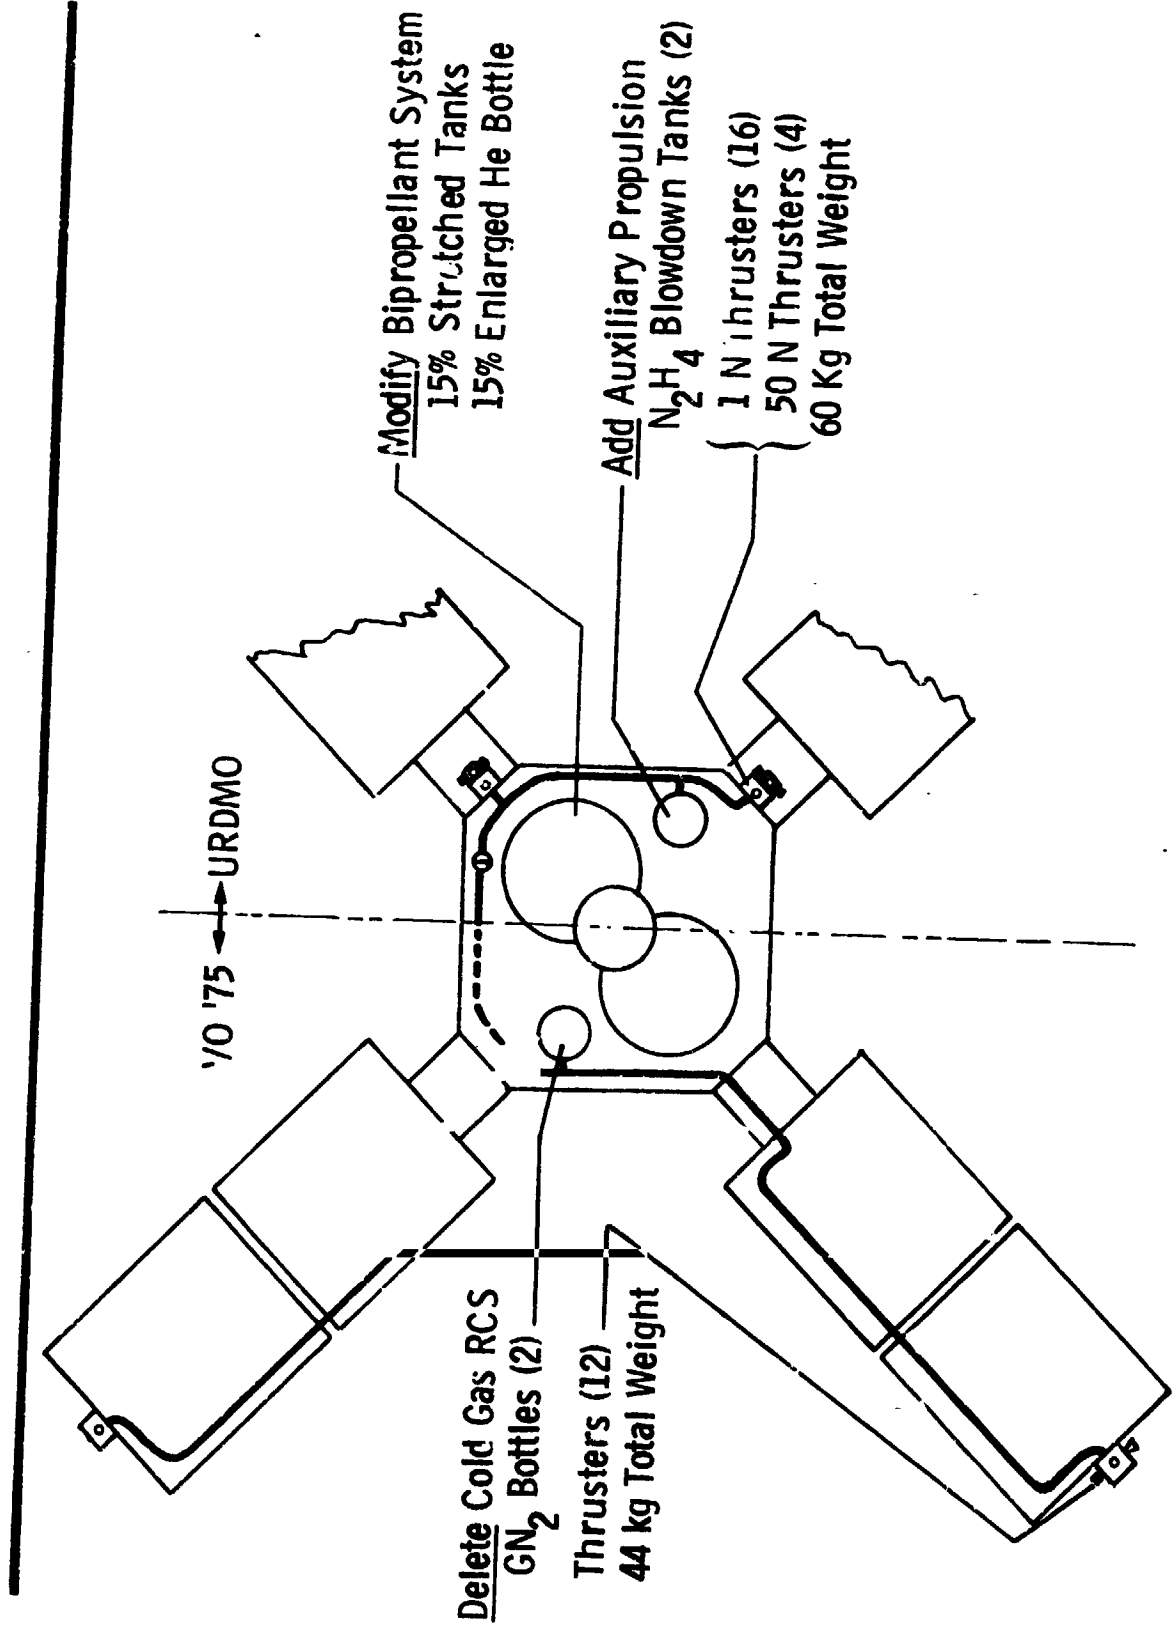 VO '75 ↔ URDMO
Modify Bipropellant System
15% Stretched Tanks
15% Enlarged He Bottle
Add Auxiliary Propulsion
N2H4 Blowdown Tanks (2)
1 N Thrusters (16)
50 N Thrusters (4)
60 Kg Total Weight
Delete Cold Gas RCS
GN2 Bottles (2)
Thrusters (12)
44 kg Total Weight